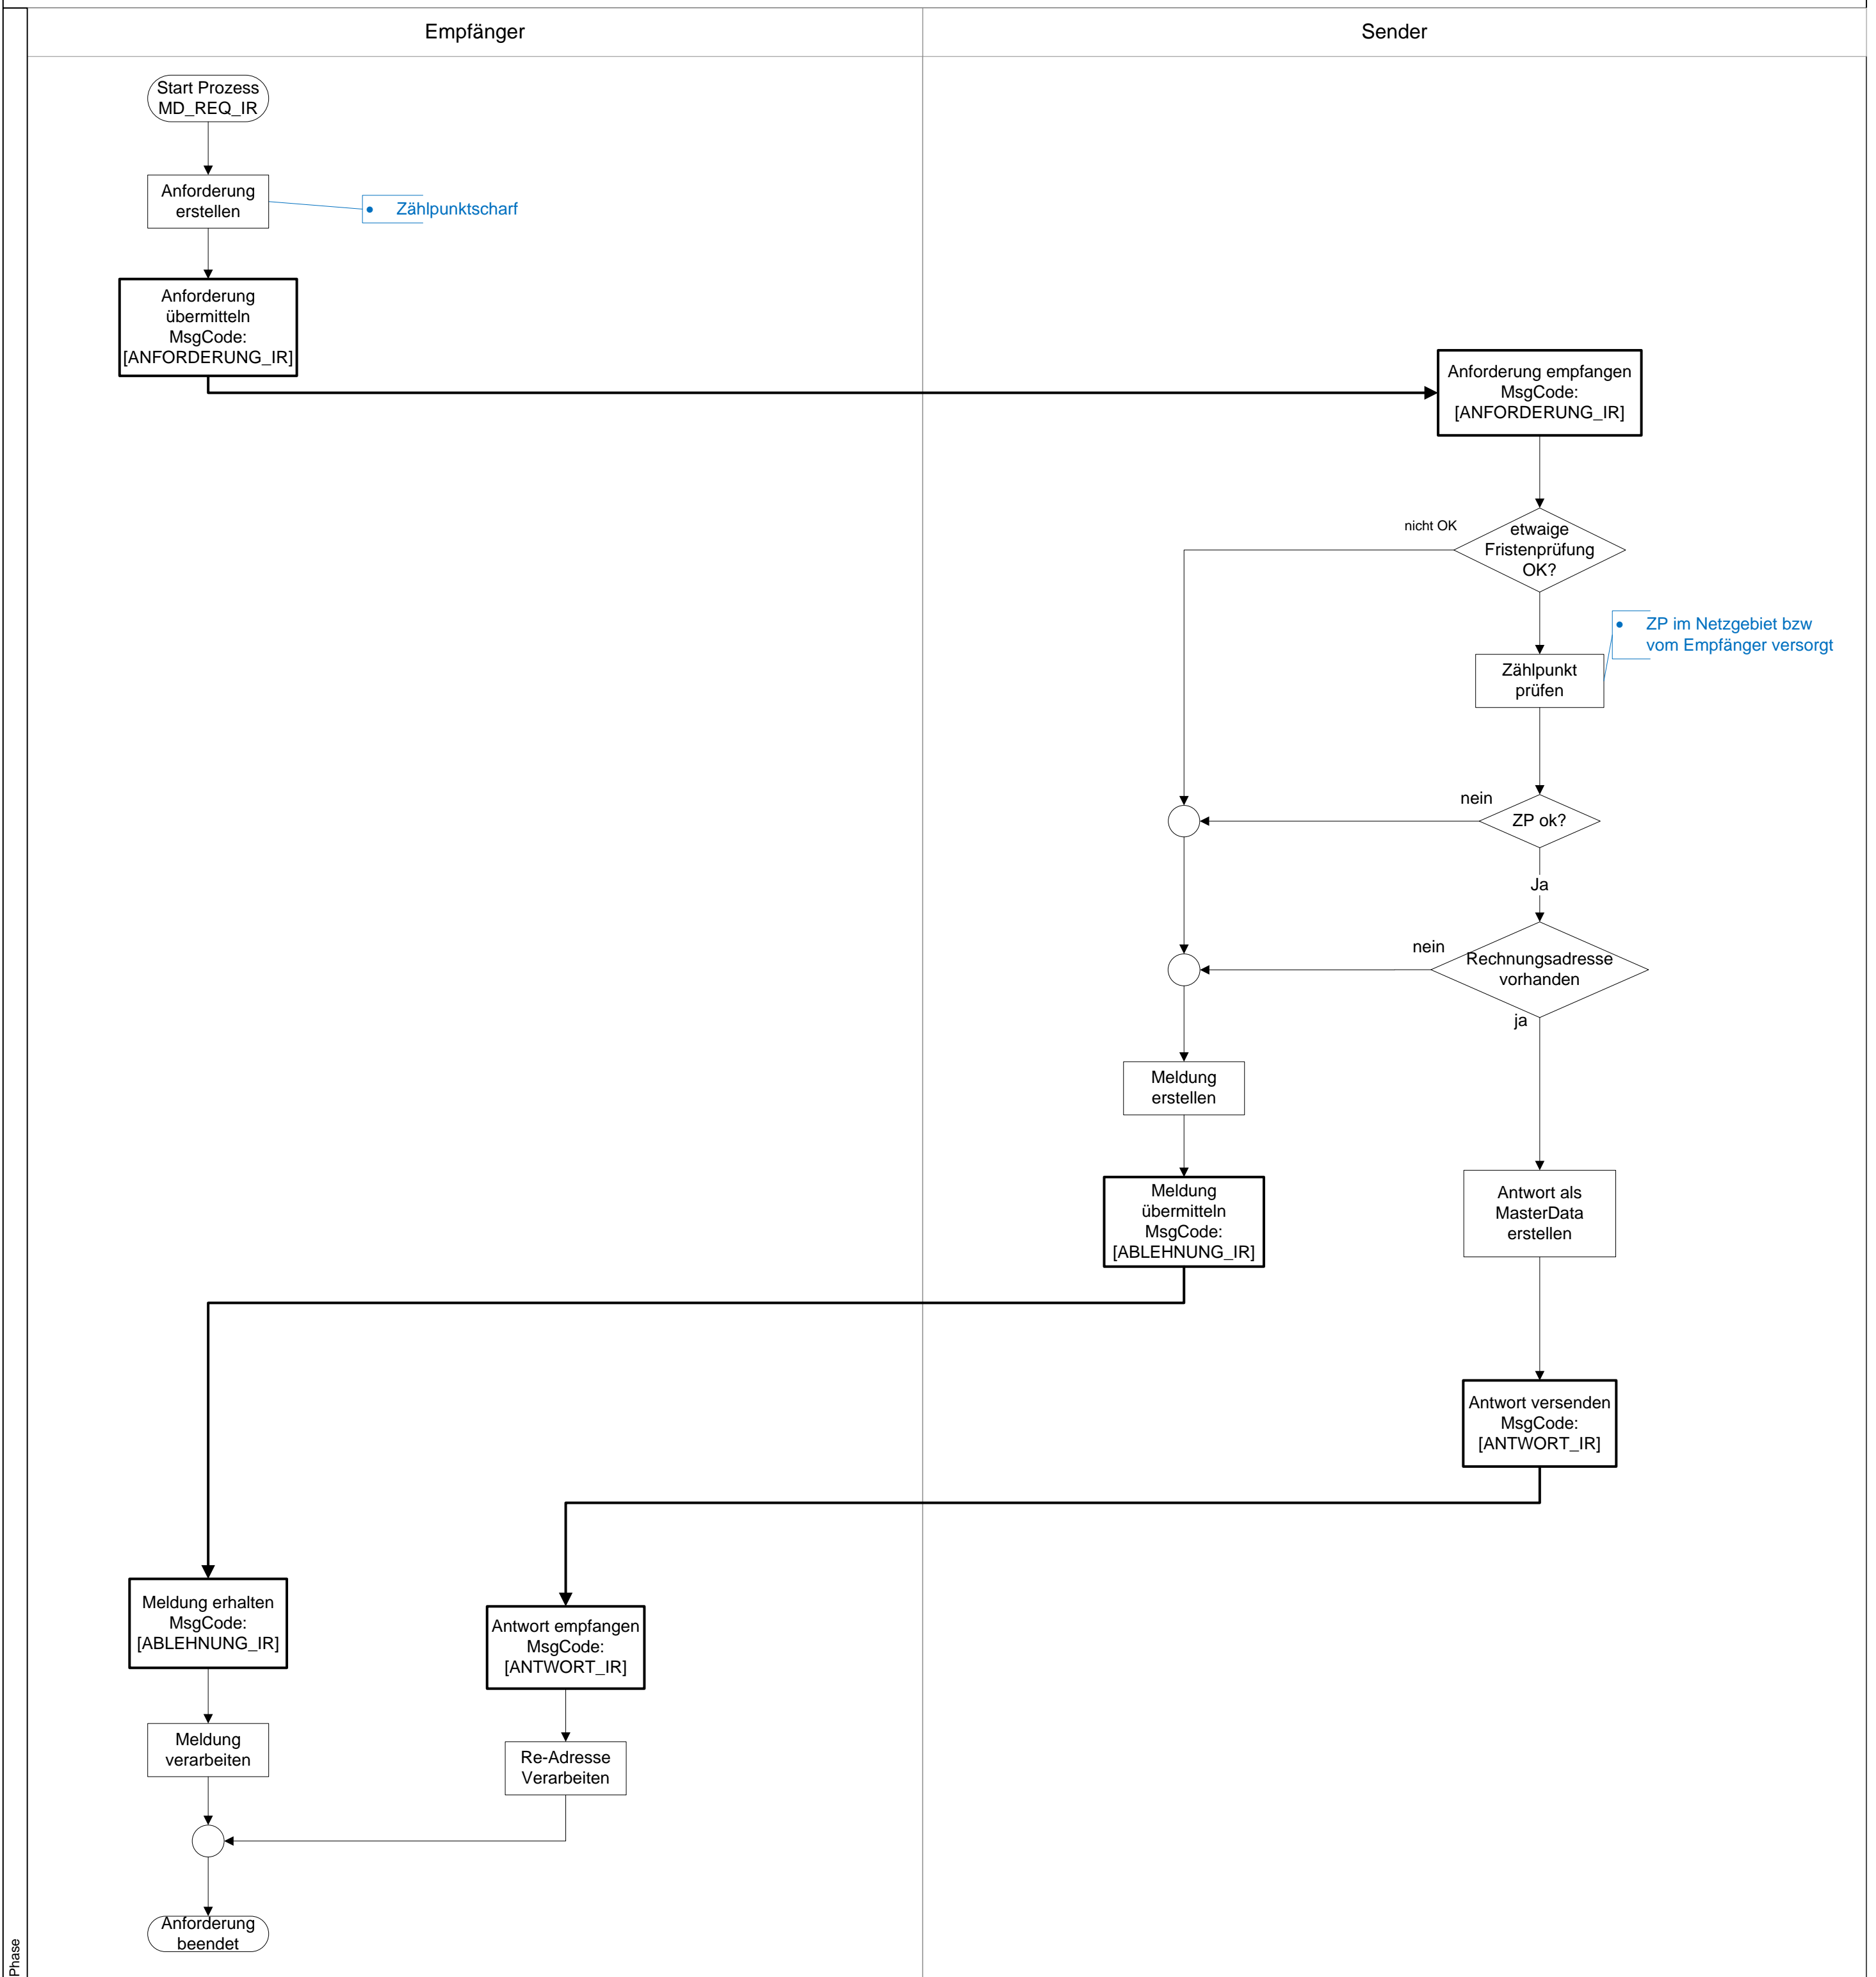 Empfänger
Sender
Start Prozess
MD_REQ_IR
Anforderung
erstellen
• Zählpunktscharf
Anforderung
übermitteln
MsgCode:
[ANFORDERUNG_IR]
Anforderung empfangen
MsgCode:
[ANFORDERUNG_IR]
nicht OK
etwaige
Fristenprüfung
OK?
• ZP im Netzgebiet bzw
vom Empfänger versorgt
Zählpunkt
prüfen
nein
ZP ok?
Ja
nein
Rechnungsadresse
vorhanden
ja
Meldung
erstellen
Meldung
übermitteln
MsgCode:
[ABLEHNUNG_IR]
Antwort als
MasterData
erstellen
Antwort versenden
MsgCode:
[ANTWORT_IR]
Meldung erhalten
MsgCode:
[ABLEHNUNG_IR]
Antwort empfangen
MsgCode:
[ANTWORT_IR]
Meldung
verarbeiten
Re-Adresse
Verarbeiten
Anforderung
beendet
Phase